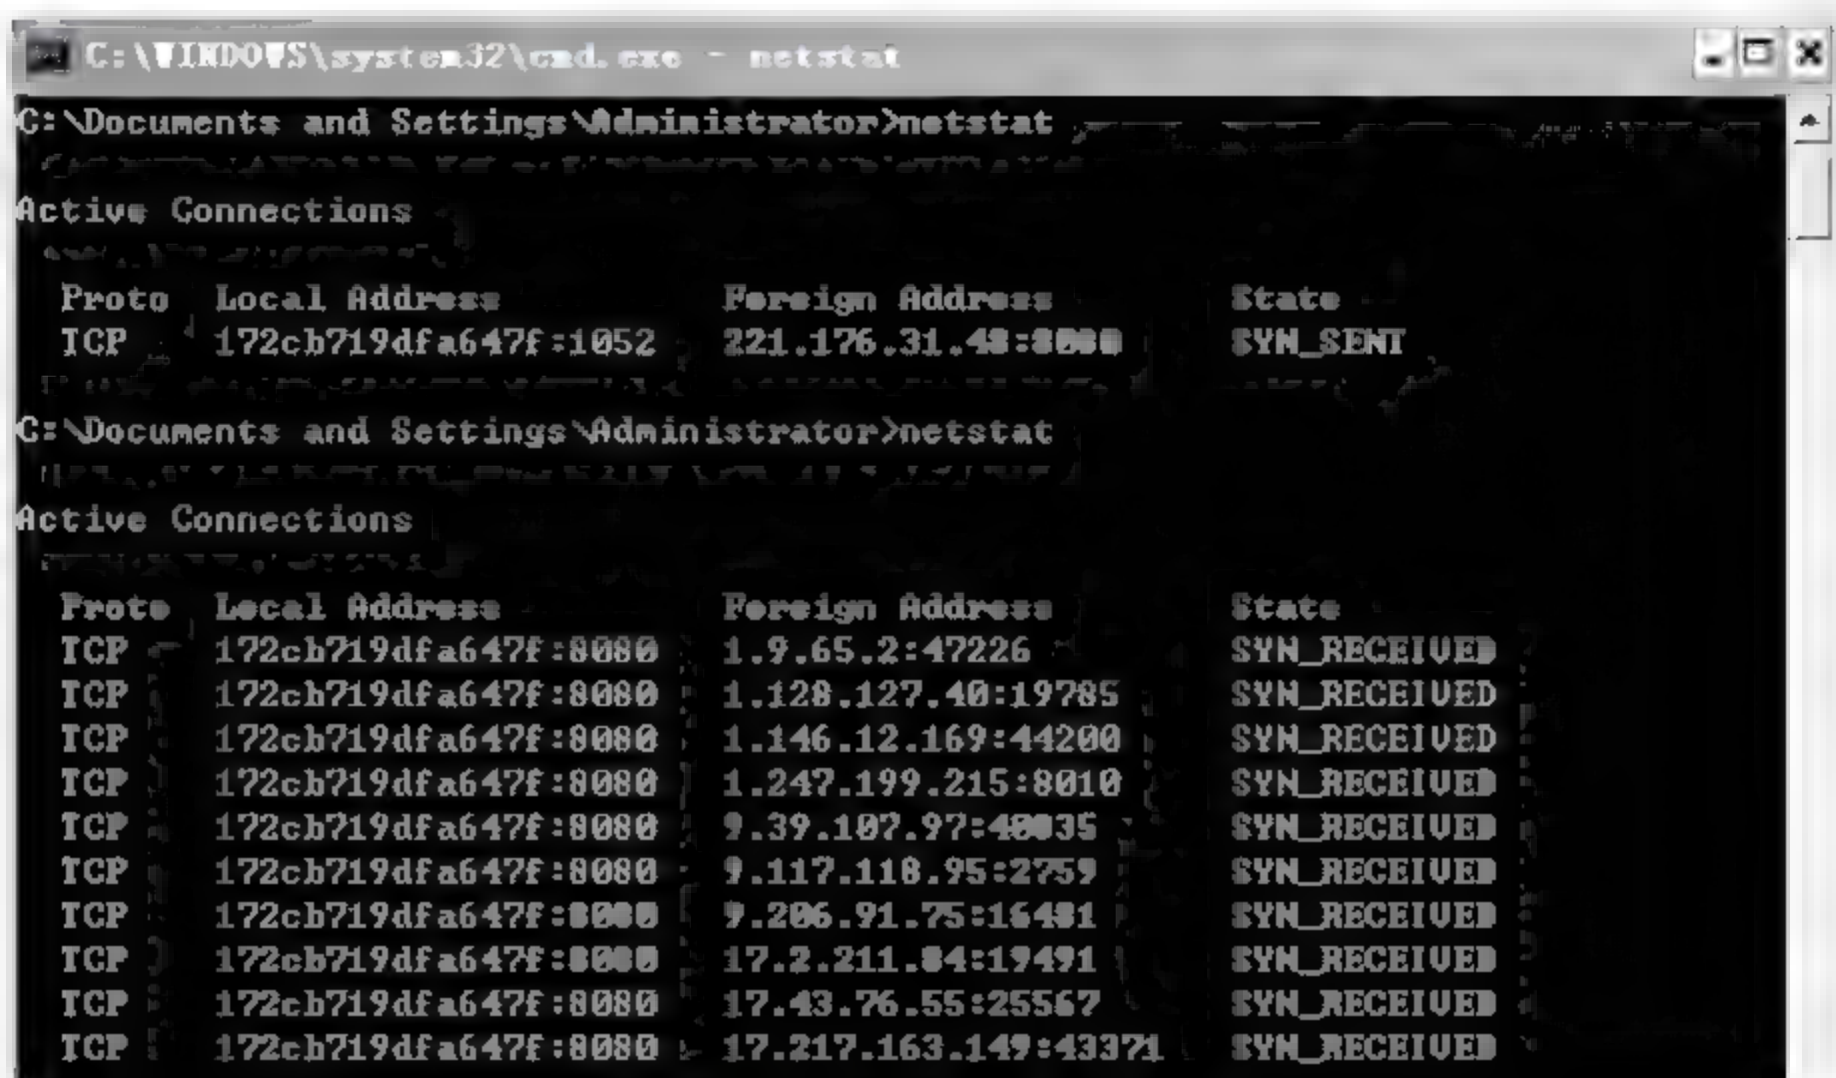 C:\WINDOWS\system32\cmd.exe - netstat
C:\Documents and Settings\Administrator>netstat
Active Connections
Proto Local Address Foreign Address State
TCP 172cb719dfa647f:1052 221.176.31.48:8080 SYN_SENT
C:\Documents and Settings\Administrator>netstat
Active Connections
Proto Local Address Foreign Address State
TCP 172cb719dfa647f:8080 1.9.65.2:47226 SYN_RECEIVED
TCP 172cb719dfa647f:8080 1.128.127.40:19785 SYN_RECEIVED
TCP 172cb719dfa647f:8080 1.146.12.169:44200 SYN_RECEIVED
TCP 172cb719dfa647f:8080 1.247.199.215:8010 SYN_RECEIVED
TCP 172cb719dfa647f:8080 SYN_RECEIVED
TCP 172cb719dfa647f:8080 9.117.118.95:2759 SYN_RECEIVED
TCP 172cb719dfa647f:8080 9.206.91.75:16481 SYN_RECEIVED
TCP 172cb719dfa647f:8080 17.2.211.84:19491 SYN_RECEIVED
TCP 172cb719dfa647f:8080 17.43.76.55:25567 SYN_RECEIVED
TCP 172cb719dfa647f:8080 17.217.163.149:43371 SYN_RECEIVED